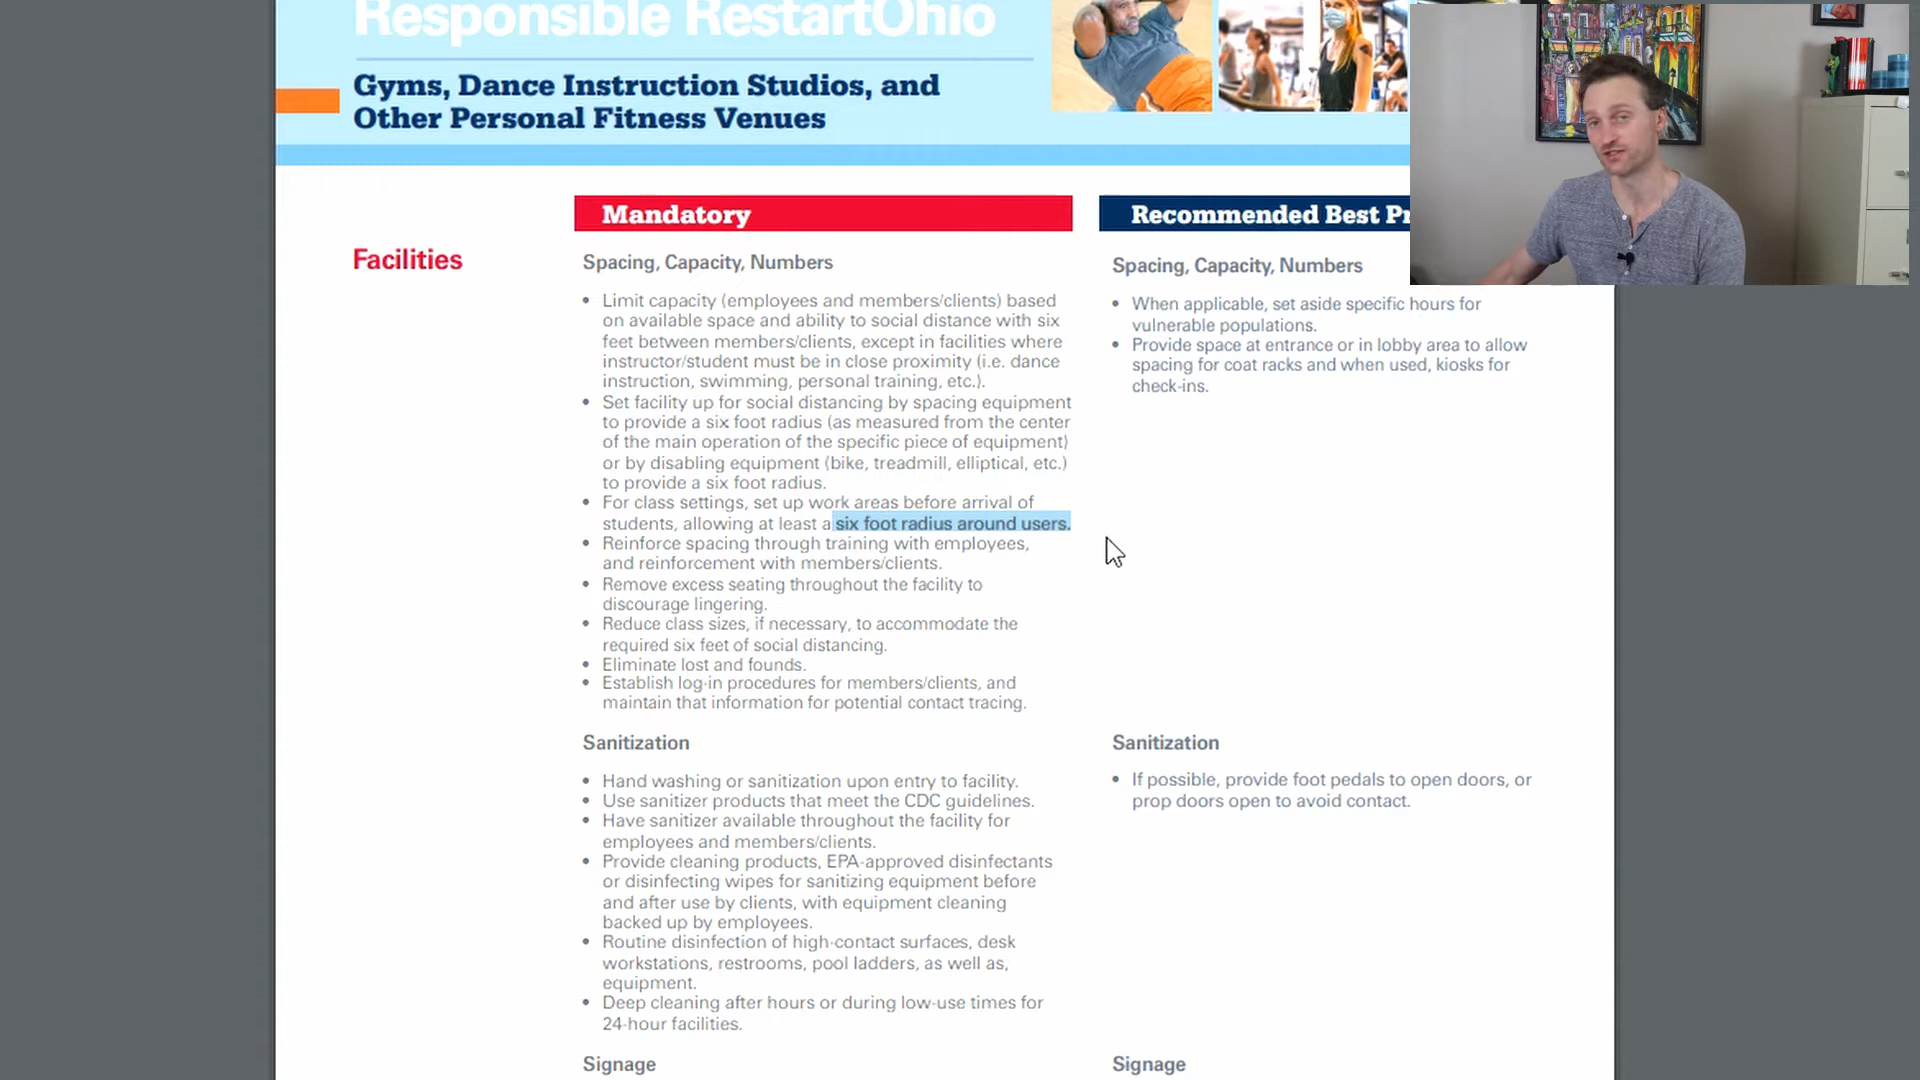 Responsible RestartOhio
Gyms, Dance Instruction Studios, and
Other Personal Fitness Venues
Mandatory
Recommended Best Pr
Facilities
Spacing, Capacity, Numbers
• Limit capacity (employees and members/clients) based
on available space and ability to social distance with six
feet between members/clients, except in facilities where
instructor/student must be in close proximity (i.e. dance
instruction, swimming, personal training, etc.).
• Set facility up for social distancing by spacing equipment
to provide a six foot radius (as measured from the center
of the main operation of the specific piece of equipment)
or by disabling equipment (bike, treadmill, elliptical, etc.)
to provide a six foot radius.
• For class settings, set up work areas before arrival of
students, allowing at least a six foot radius around users.
• Reinforce spacing through training with employees,
and reinforcement with members/clients.
• Remove excess seating throughout the facility to
discourage lingering.
• Reduce class sizes, if necessary, to accommodate the
required six feet of social distancing.
• Eliminate lost and founds.
• Establish log-in procedures for members/clients, and
maintain that information for potential contact tracing.
Spacing, Capacity, Numbers
• When applicable, set aside specific hours for
vulnerable populations.
• Provide space at entrance or in lobby area to allow
spacing for coat racks and when used, kiosks for
check-ins.
Sanitization
• Hand washing or sanitization upon entry to facility.
• Use sanitizer products that meet the CDC guidelines.
• Have sanitizer available throughout the facility for
employees and members/clients.
• Provide cleaning products, EPA-approved disinfectants
or disinfecting wipes for sanitizing equipment before
and after use by clients, with equipment cleaning
backed up by employees.
• Routine disinfection of high-contact surfaces, desk
workstations, restrooms, pool ladders, as well as,
equipment.
• Deep cleaning after hours or during low-use times for
24-hour facilities.
Sanitization
• If possible, provide foot pedals to open doors, or
prop doors open to avoid contact.
Signage
Signage